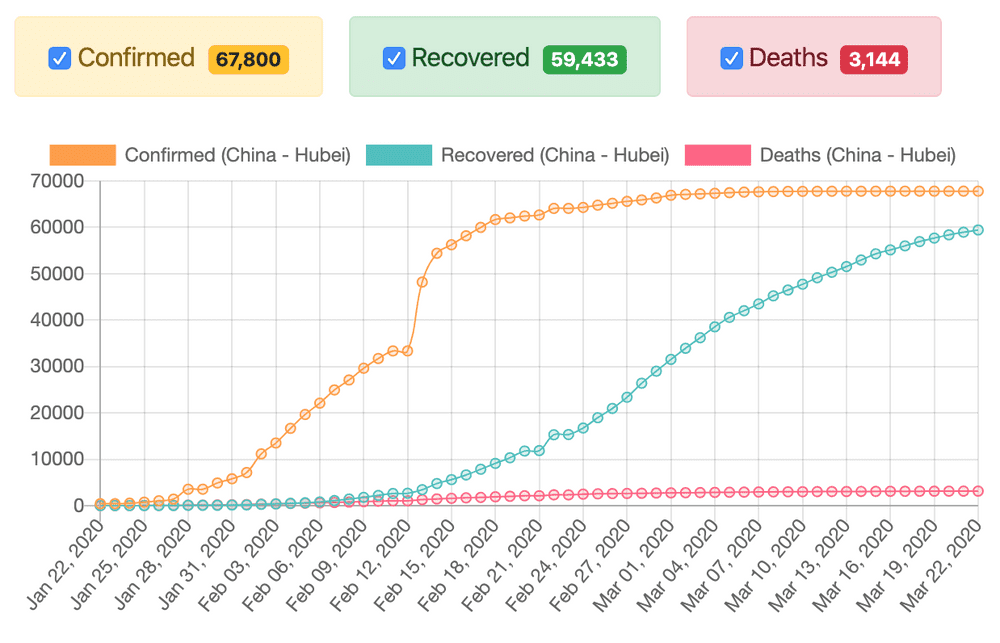 Confirmed 67,800 Recovered 59,433 Deaths 3,144
Confirmed (China - Hubei) Recovered (China - Hubei) Deaths (China - Hubei)
70000
60000
50000
40000
30000
20000
10000
0
Jan 22, 2020
Jan 25, 2020
Jan 28, 2020
Jan 31, 2020
Feb 03, 2020
Feb 06, 2020
Feb 09, 2020
Feb 12, 2020
Feb 15, 2020
Feb 18, 2020
Feb 21, 2020
Feb 24, 2020
Feb 27, 2020
Mar 01, 2020
Mar 04, 2020
Mar 07, 2020
Mar 10, 2020
Mar 13, 2020
Mar 16, 2020
Mar 19, 2020
Mar 22, 2020